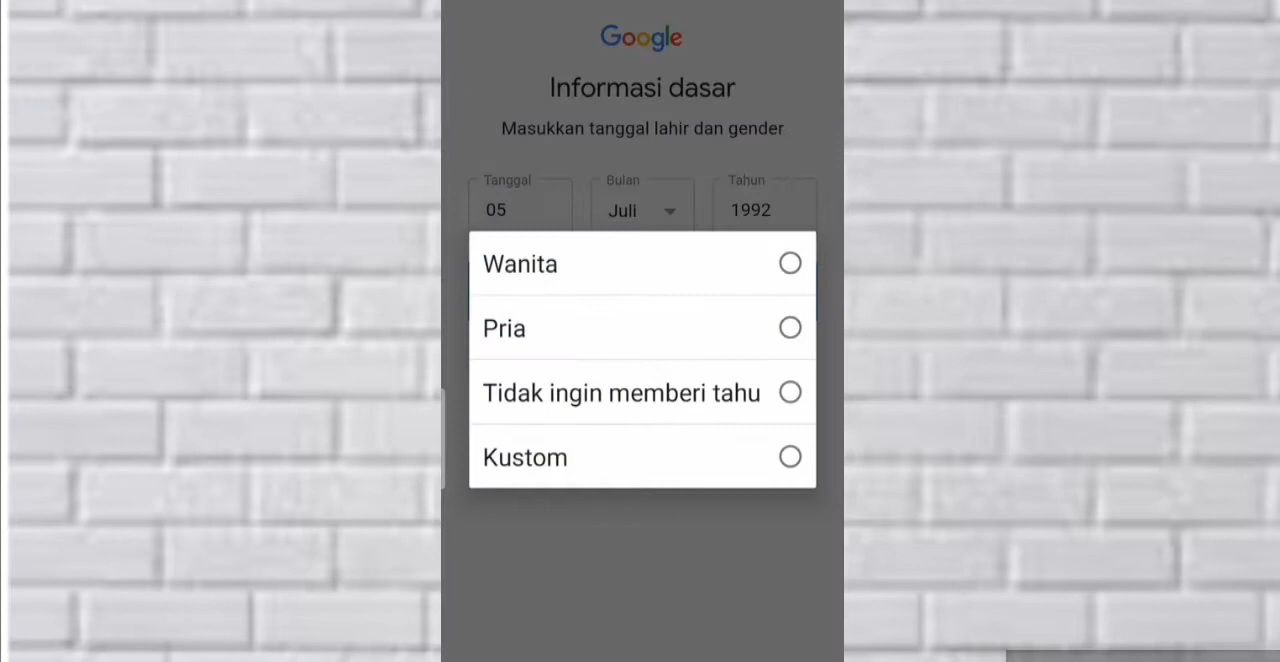 Google
Informasi dasar
Masukkan tanggal lahir dan gender
Tanggal Bulan Tahun
05 Juli 1992
Wanita
Pria
Tidak ingin memberi tahu
Kustom